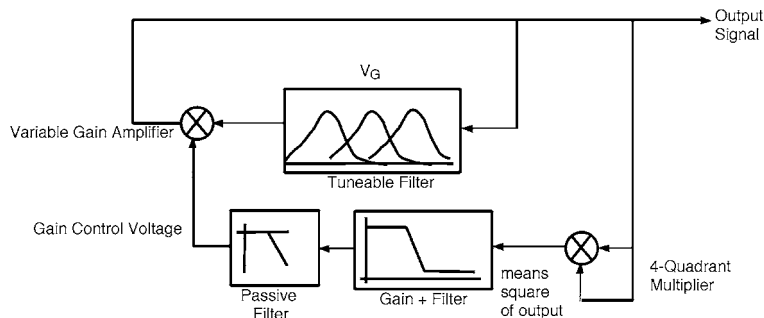 Output
Signal
VG
Variable Gain Amplifier
Tuneable Filter
Gain Control Voltage
4-Quadrant
Multiplier
means
square
of output
Passive
Filter
Gain + Filter